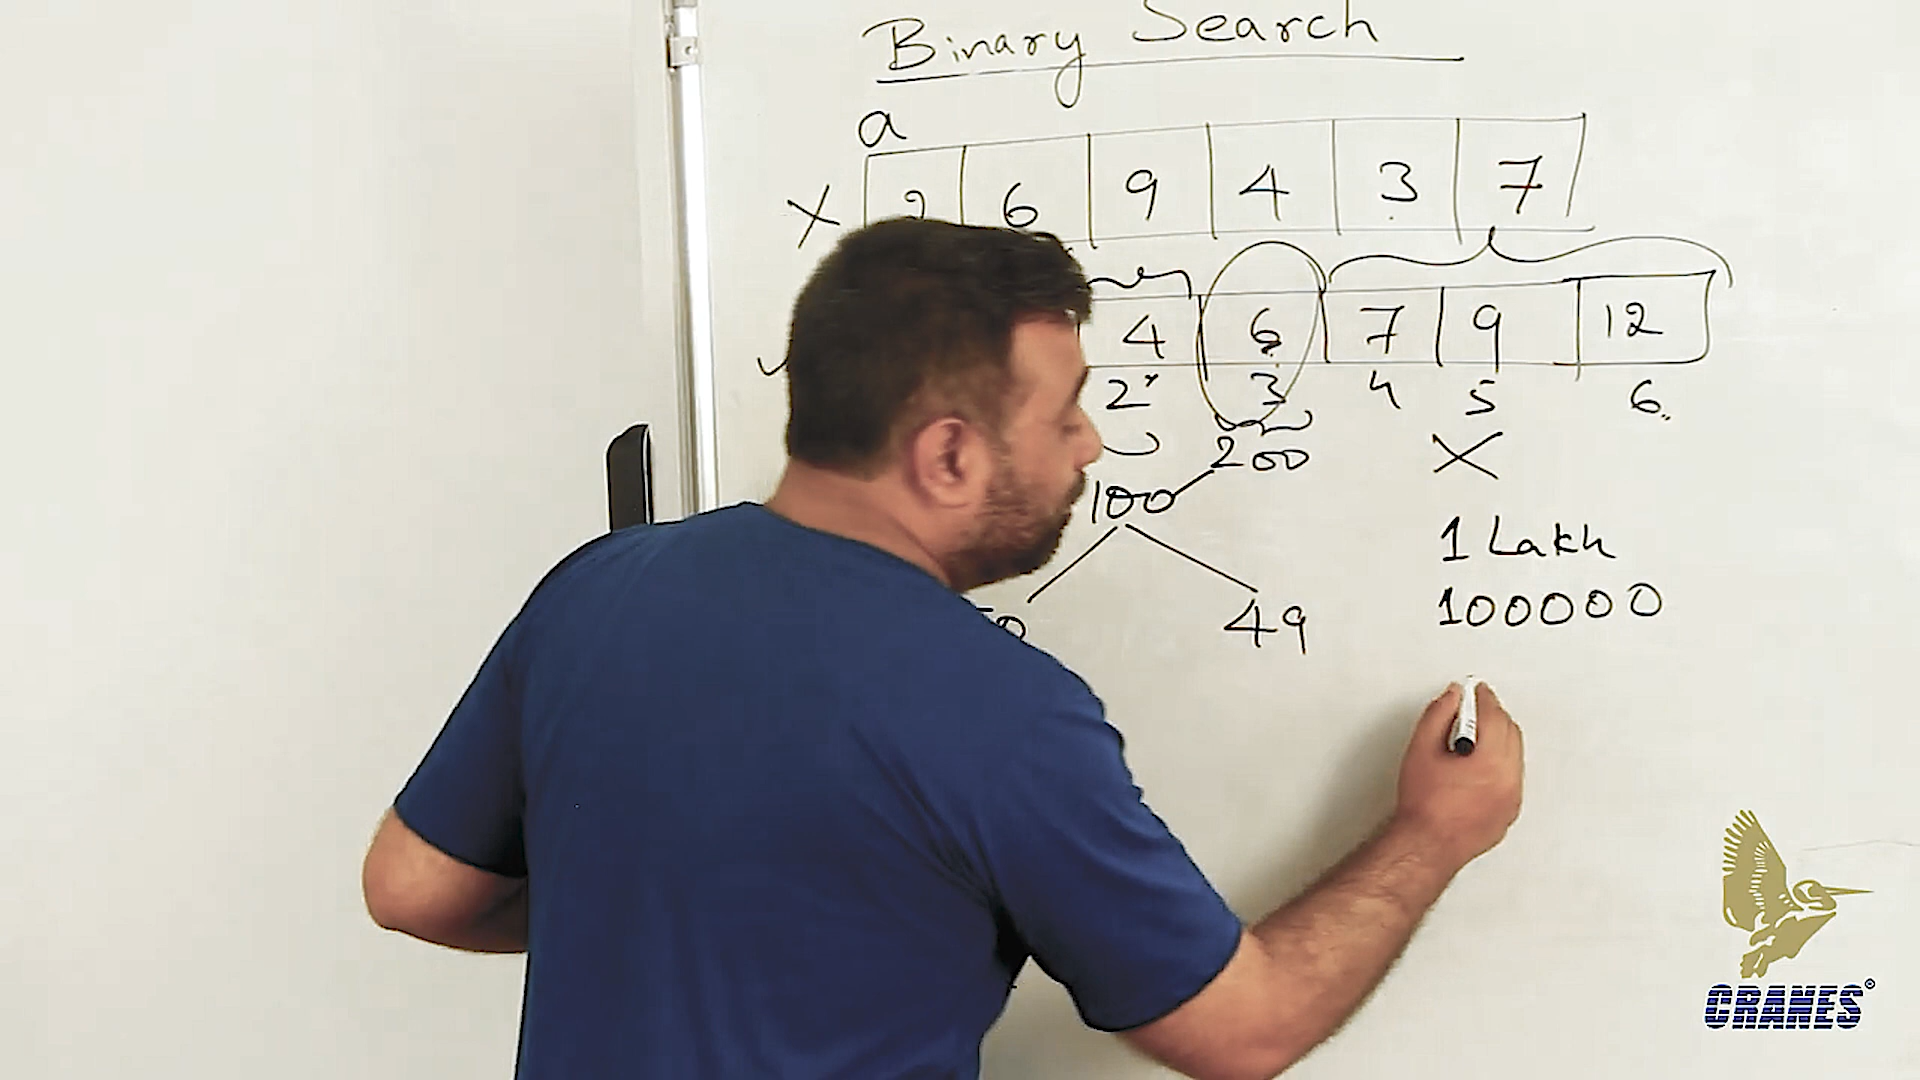 Binary Search
a
X 2 6 9 4 3 7
4 6 7 9 12
2 3 4 5 6
200 X
100
1 Lakh
49 100000
CRANES